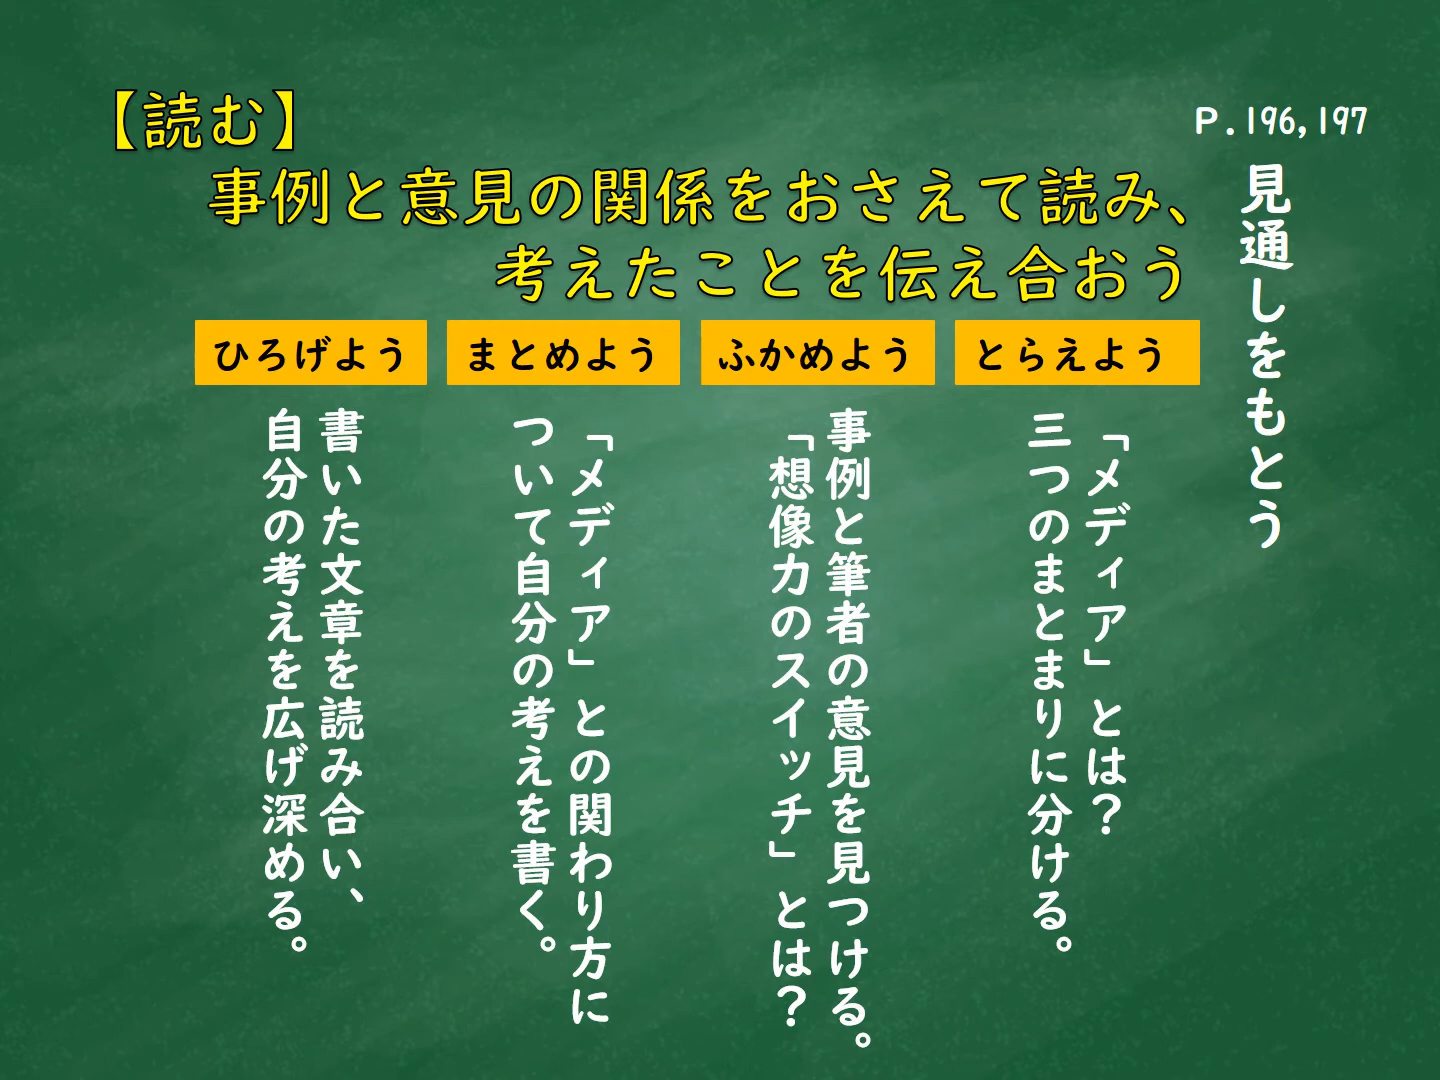 【読む】
事例と意見の関係をおさえて読み、
考えたことを伝え合おう
P.196,197
見通しをもとう
とらえよう
「メディア」とは?
三つのまとまりに分ける。
ふかめよう
事例と筆者の意見を見つける。
「想像力のスイッチ」とは?
まとめよう
「メディア」との関わり方に
ついて自分の考えを書く。
ひろげよう
書いた文章を読み合い、
自分の考えを広げ深める。